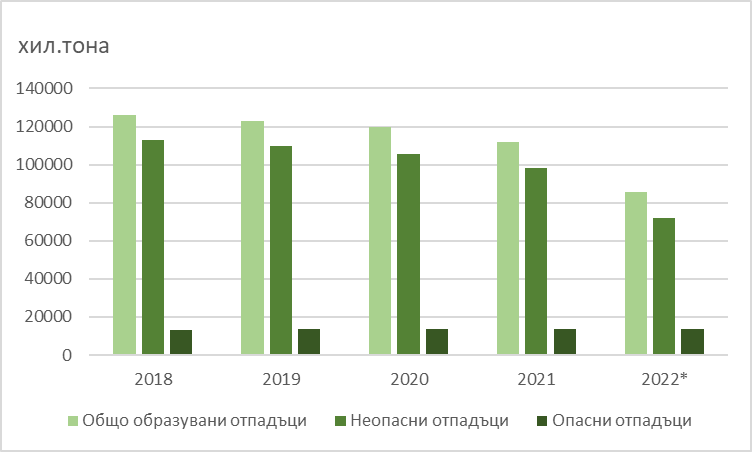 хил.тона
140000
120000
100000
80000
60000
40000
20000
0
2018 2019 2020 2021 2022*
Общо образувани отпадъци Неопасни отпадъци Опасни отпадъци